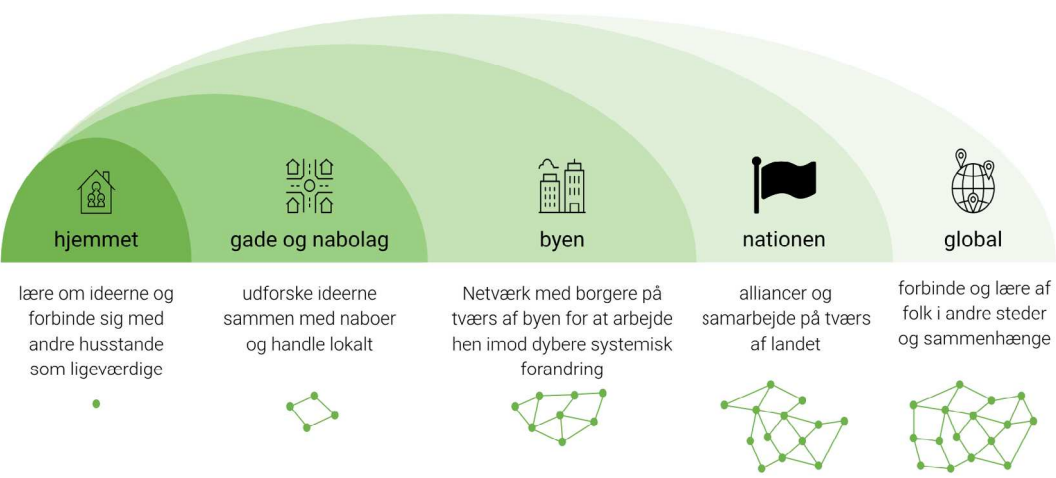 hjemmet
gade og nabolag
byen
nationen
global
lære om ideerne og
forbinde sig med
andre husstande
som ligeværdige
udforske ideerne
sammen med naboer
og handle lokalt
Netværk med borgere på
tværs af byen for at arbejde
hen imod dybere systemisk
forandring
alliancer og
samarbejde på tværs
af landet
forbinde og lære af
folk i andre steder
og sammenhænge